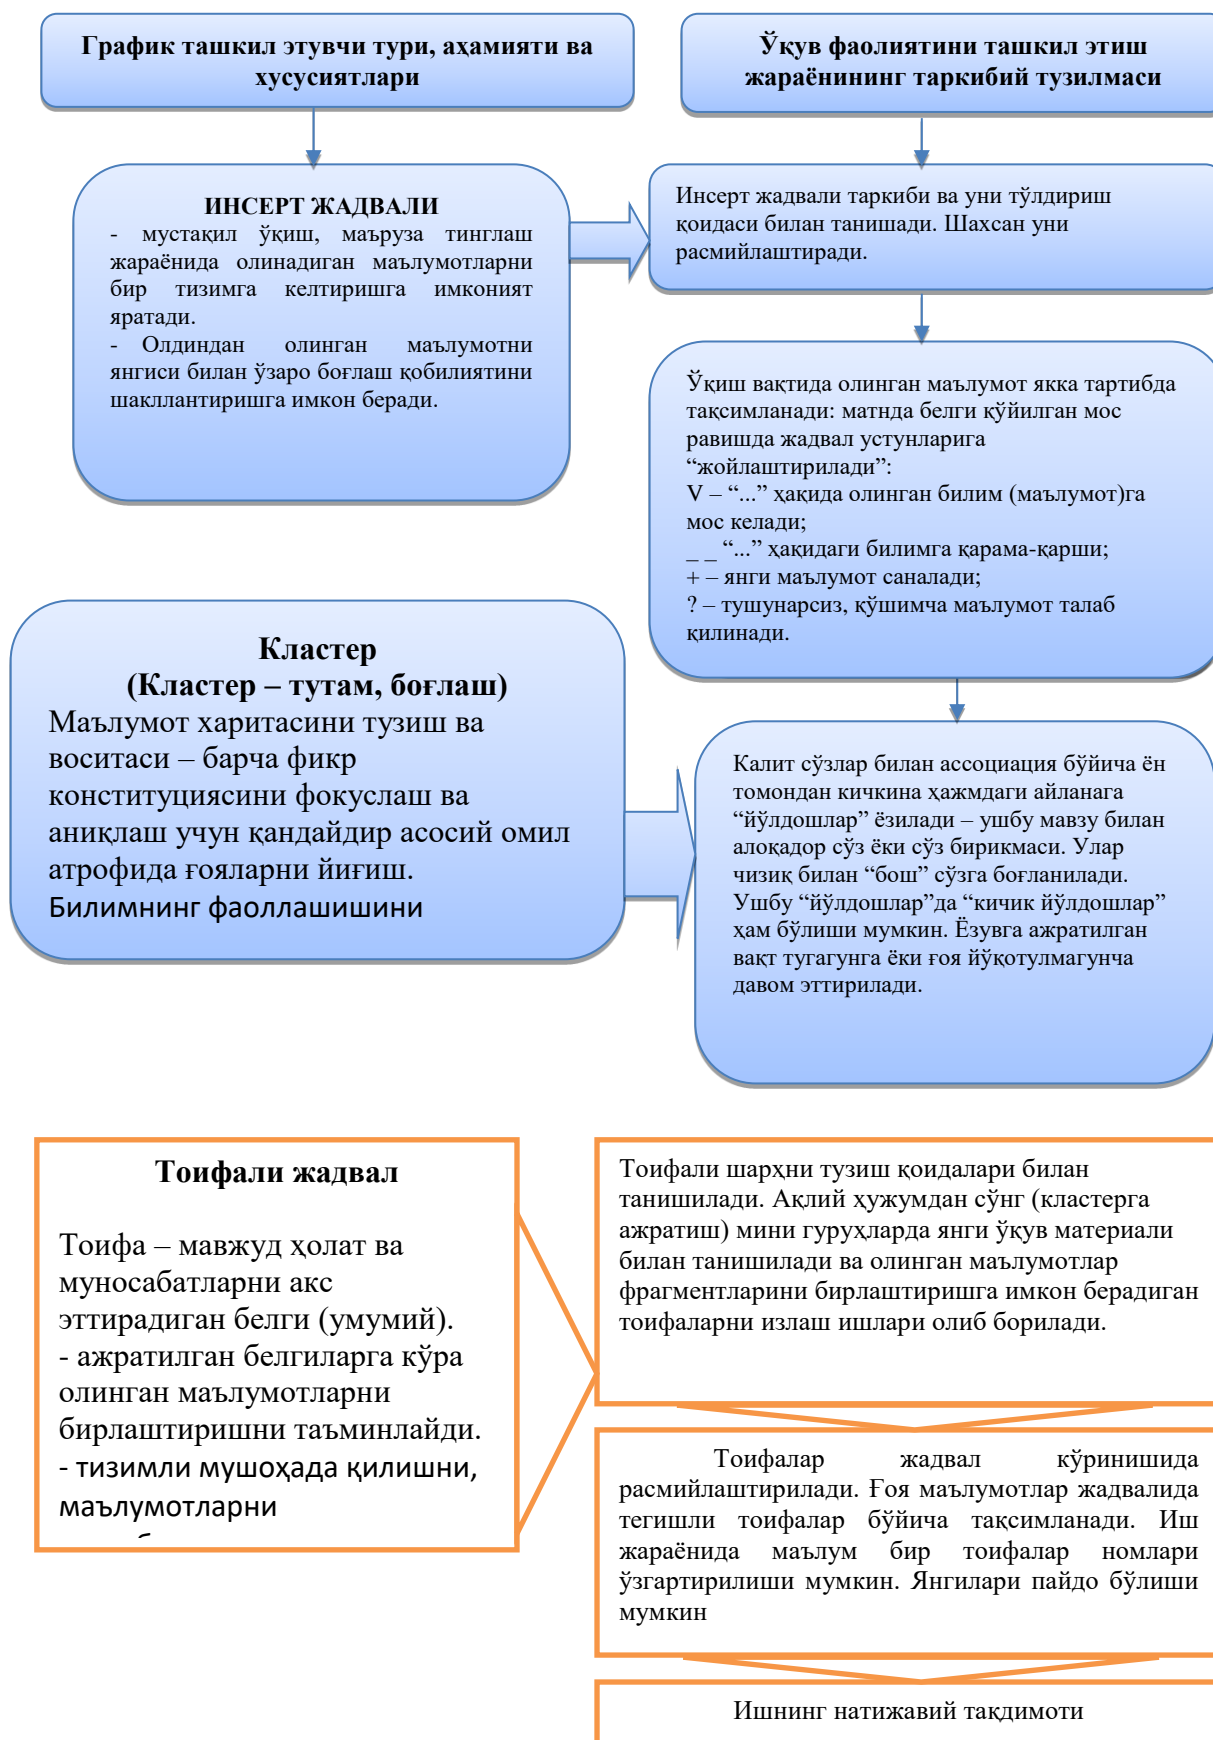 График ташкил этувчи тури, аҳамияти ва
хусусиятлари
Ўқув фаолиятини ташкил этиш
жараёнининг таркибий тузилмаси
ИНСЕРТ ЖАДВАЛИ
- мустақил ўқиш, маъруза тинглаш
жараёнида олинадиган маълумотларни
бир тизимга келтиришга имконият
яратади.
- Олдиндан олинган маълумотни
янгиси билан ўзаро боғлаш қобилиятини
шакллантиришга имкон беради.
Инсерт жадвали таркиби ва уни тўлдириш
қоидаси билан танишади. Шахсан уни
расмийлаштиради.
Ўқиш вақтида олинган маълумот якка тартибда
тақсимланади: матнда белги қўйилган мос
равишда жадвал устунларига
“жойлаштирилади”:
V – “...” ҳақида олинган билим (маълумот)га
мос келади;
_ _ “...” ҳақидаги билимга қарама-қарши;
+ – янги маълумот саналади;
? – тушунарсиз, қўшимча маълумот талаб
қилинади.
Кластер
(Кластер – тутам, боғлаш)
Маълумот харитасини тузиш ва
воситаси – барча фикр
конституциясини фокуслаш ва
аниқлаш учун қандайдир асосий омил
атрофида ғояларни йиғиш.
Билимнинг фаоллашишини
Калит сўзлар билан ассоциация бўйича ён
томондан кичкина ҳажмдаги айланага
“йўлдошлар” ёзилади – ушбу мавзу билан
алоқадор сўз ёки сўз бирикмаси. Улар
чизиқ билан “бош” сўзга боғланилади.
Ушбу “йўлдошлар”да “кичик йўлдошлар”
ҳам бўлиши мумкин. Ёзувга ажратилган
вақт тугагунга ёки ғоя йўқотулмагунча
давом эттирилади.
Тоифали жадвал
Тоифа – мавжуд ҳолат ва
муносабатларни акс
эттирадиган белги (умумий).
- ажратилган белгиларга кўра
олинган маълумотларни
бирлаштиришни таъминлайди.
- тизимли мушоҳада қилишни,
маълумотларни
Тоифали шарҳни тузиш қоидалари билан
танишилади. Ақлий ҳужумдан сўнг (кластерга
ажратиш) мини гуруҳларда янги ўқув материали
билан танишилади ва олинган маълумотлар
фрагментларини бирлаштиришга имкон берадиган
тоифаларни излаш ишлари олиб борилади.
Тоифалар жадвал кўринишида
расмийлаштирилади. Ғоя маълумотлар жадвалида
тегишли тоифалар бўйича тақсимланади. Иш
жараёнида маълум бир тоифалар номлари
ўзгартирилиши мумкин. Янгилари пайдо бўлиши
мумкин
Ишнинг натижавий тақдимоти